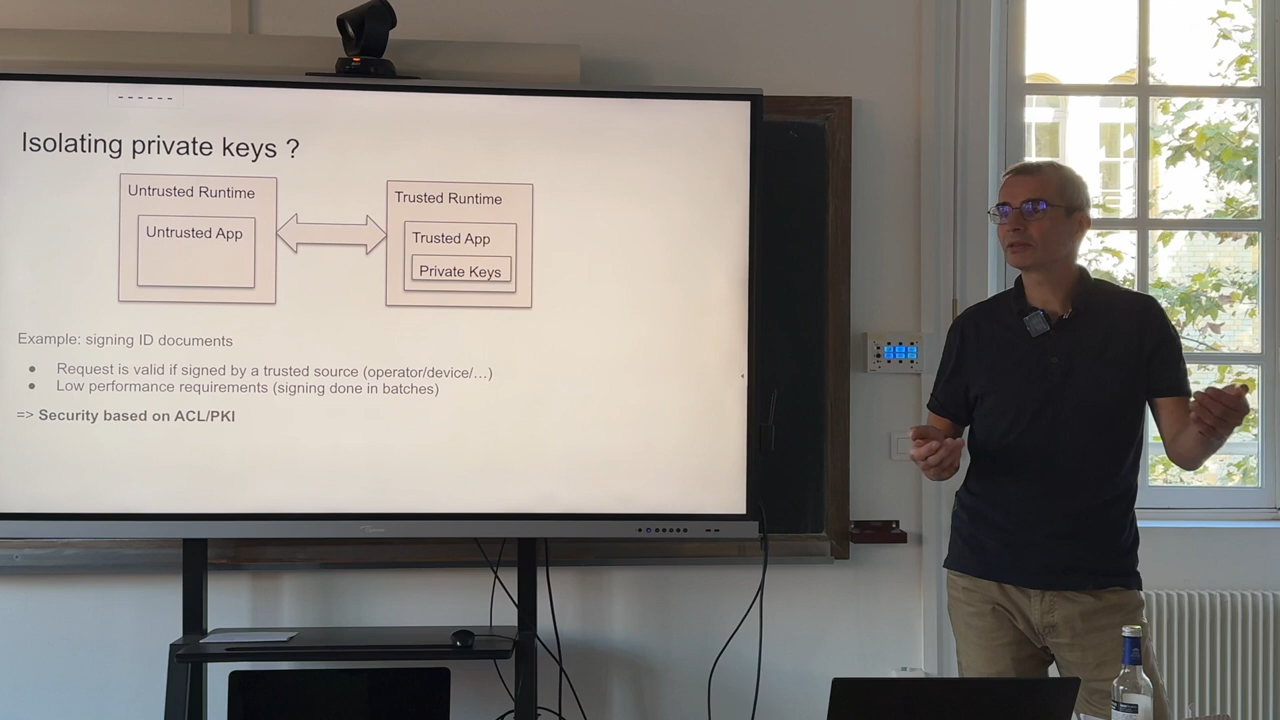 Isolating private keys ?
Untrusted Runtime
Untrusted App
Trusted Runtime
Trusted App
Private Keys
Example: signing ID documents
● Request is valid if signed by a trusted source (operator/device/…)
● Low performance requirements (signing done in batches)
=> Security based on ACL/PKI